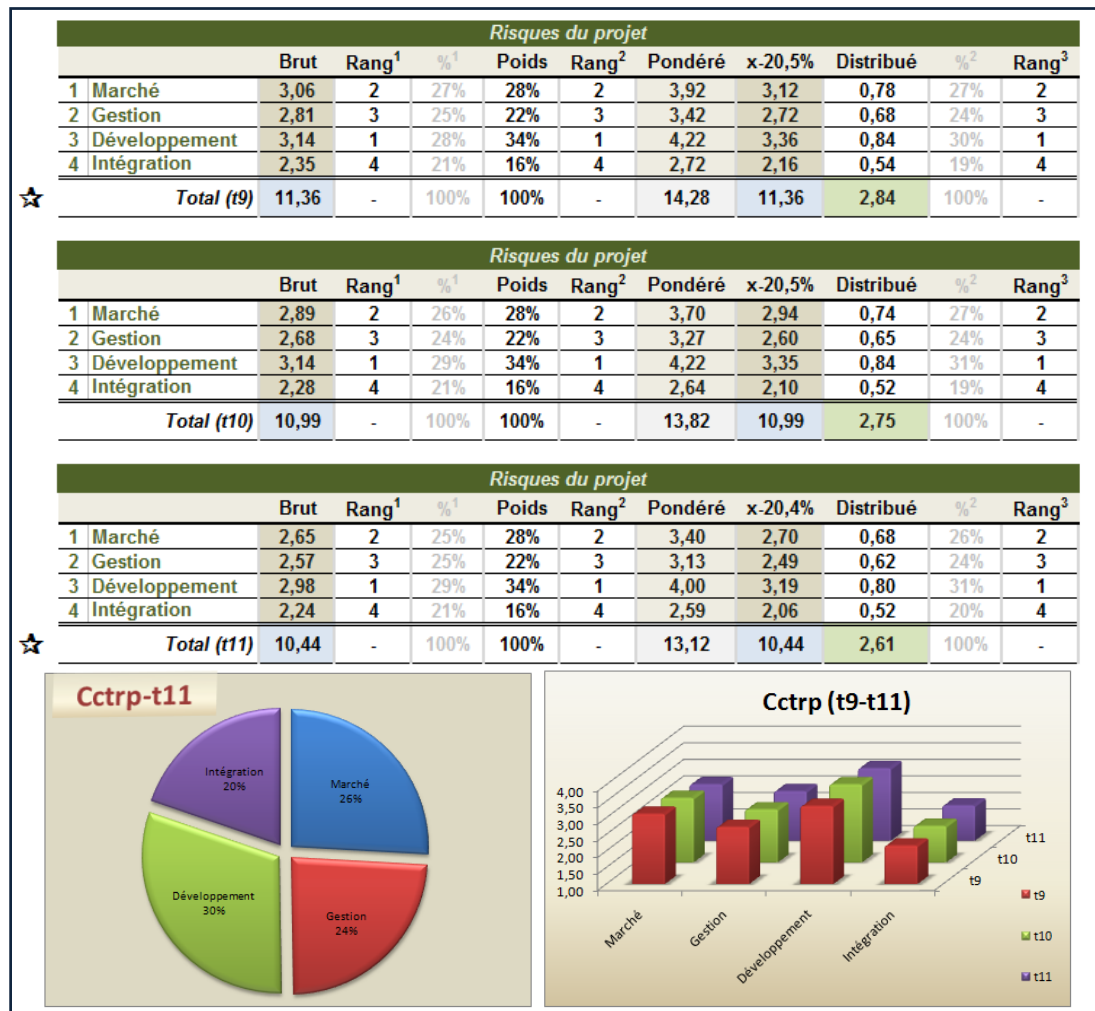 Risques du projet
Brut Rang¹ %¹ Poids Rang² Pondéré x-20,5% Distribué %² Rang³
1 Marché 3,06 2 27% 28% 2 3,92 3,12 0,78 27% 2
2 Gestion 2,81 3 25% 22% 3 3,42 2,72 0,68 24% 3
3 Développement 3,14 1 28% 34% 1 4,22 3,36 0,84 30% 1
4 Intégration 2,35 4 21% 16% 4 2,72 2,16 0,54 19% 4
☆ Total (t9) 11,36 - 100% 100% - 14,28 11,36 2,84 100% -
Risques du projet
Brut Rang¹ %¹ Poids Rang² Pondéré x-20,5% Distribué %² Rang³
1 Marché 2,89 2 26% 28% 2 3,70 2,94 0,74 27% 2
2 Gestion 2,68 3 24% 22% 3 3,27 2,60 0,65 24% 3
3 Développement 3,14 1 29% 34% 1 4,22 3,35 0,84 31% 1
4 Intégration 2,28 4 21% 16% 4 2,64 2,10 0,52 19% 4
Total (t10) 10,99 - 100% 100% - 13,82 10,99 2,75 100% -
Risques du projet
Brut Rang¹ %¹ Poids Rang² Pondéré x-20,4% Distribué %² Rang³
1 Marché 2,65 2 25% 28% 2 3,40 2,70 0,68 26% 2
2 Gestion 2,57 3 25% 22% 3 3,13 2,49 0,62 24% 3
3 Développement 2,98 1 29% 34% 1 4,00 3,19 0,80 31% 1
4 Intégration 2,24 4 21% 16% 4 2,59 2,06 0,52 20% 4
☆ Total (t11) 10,44 - 100% 100% - 13,12 10,44 2,61 100% -
Cctrp-t11
Intégration
20%
Marché
26%
Développement
30%
Gestion
24%
Cctrp (t9-t11)
4,00
3,50
3,00
2,50
2,00
1,50
1,00
Marché
Gestion
Développement
Intégration
t11
t10
t9
t9
t10
t11